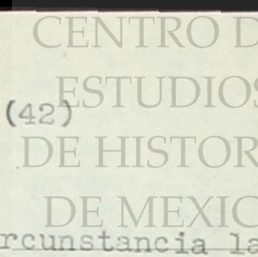 CENTRO D
ESTUDIOS
(42)
DE HISTOR
DE MEXIC
rcunstancia la